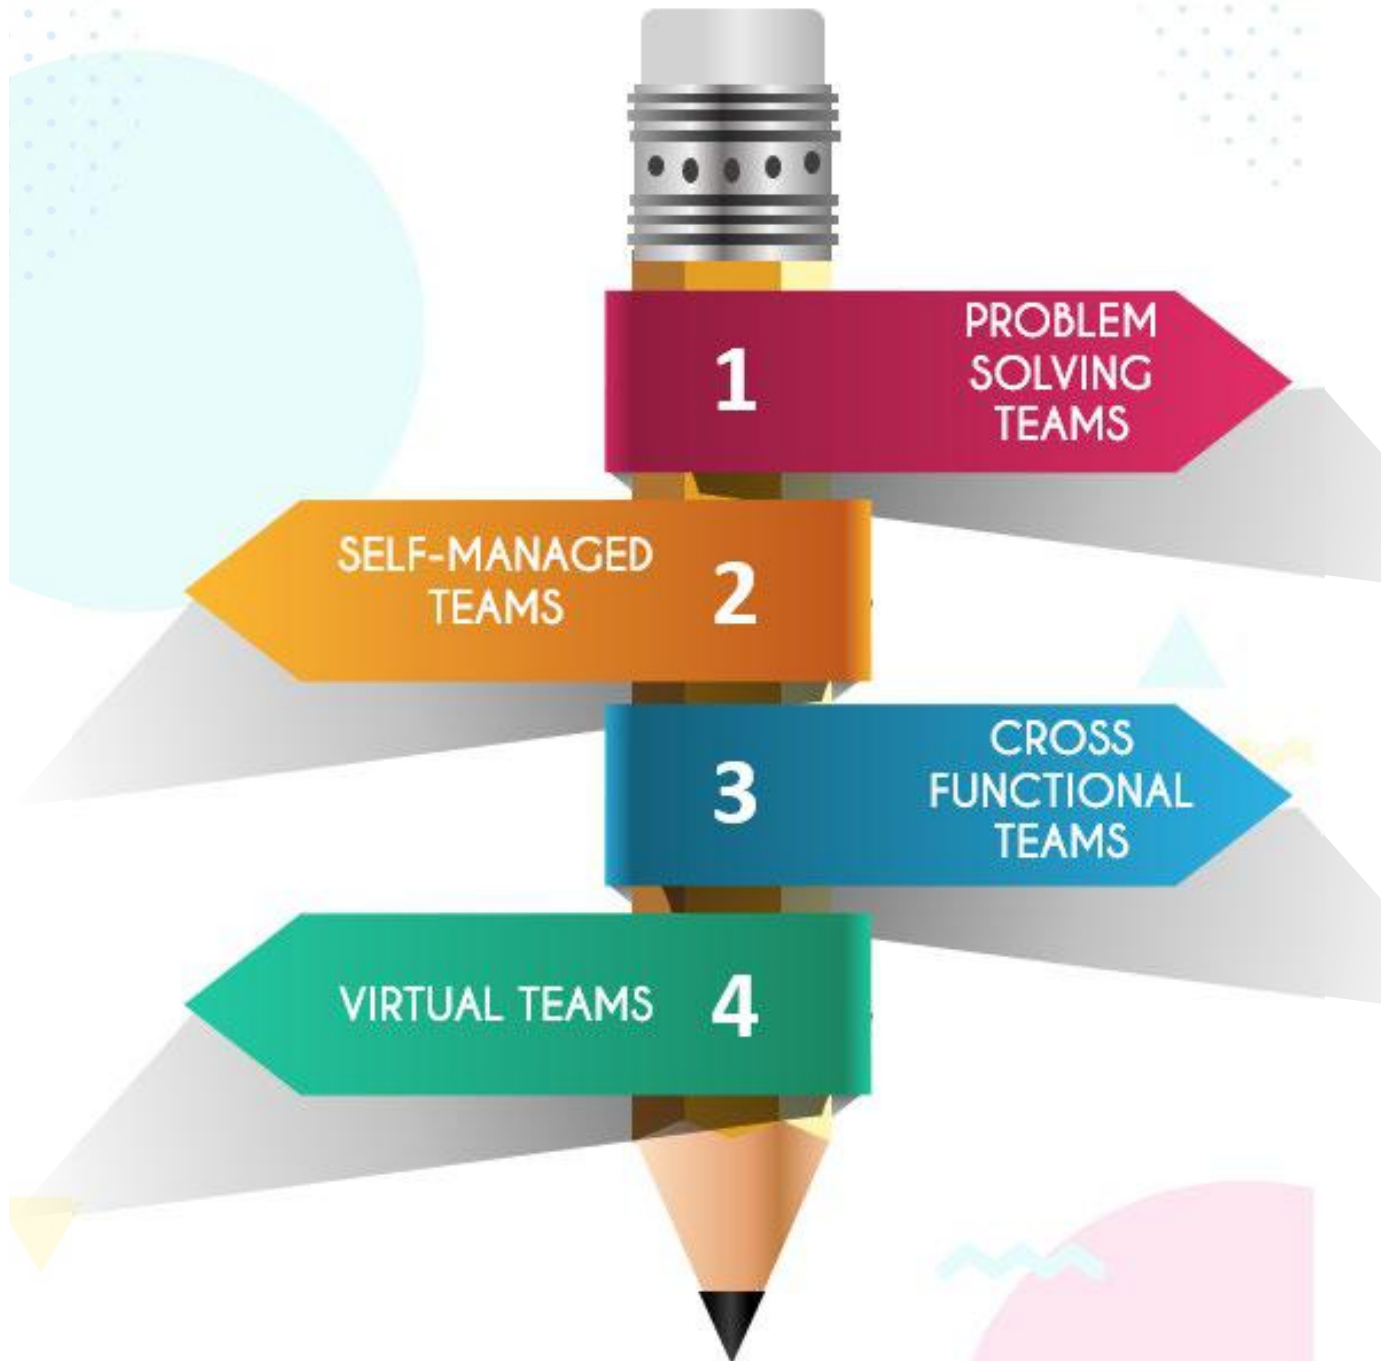 1
PROBLEM
SOLVING
TEAMS
SELF-MANAGED
TEAMS
2
3
CROSS
FUNCTIONAL
TEAMS
VIRTUAL TEAMS 4